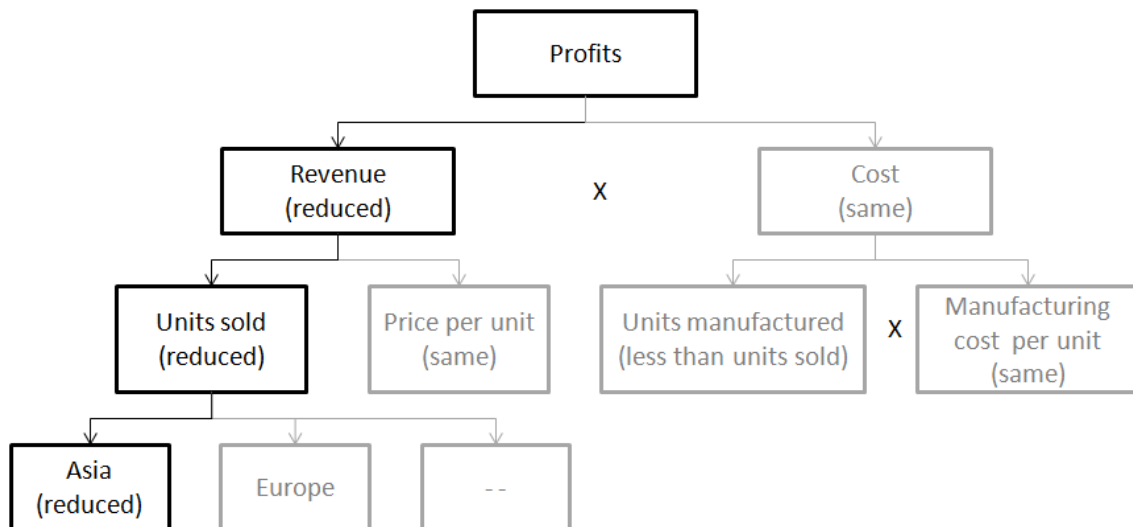 Profits
Revenue
(reduced)
X
Cost
(same)
Units sold
(reduced)
Price per unit
(same)
Units manufactured
(less than units sold)
X
Manufacturing
cost per unit
(same)
Asia
(reduced)
Europe
- -